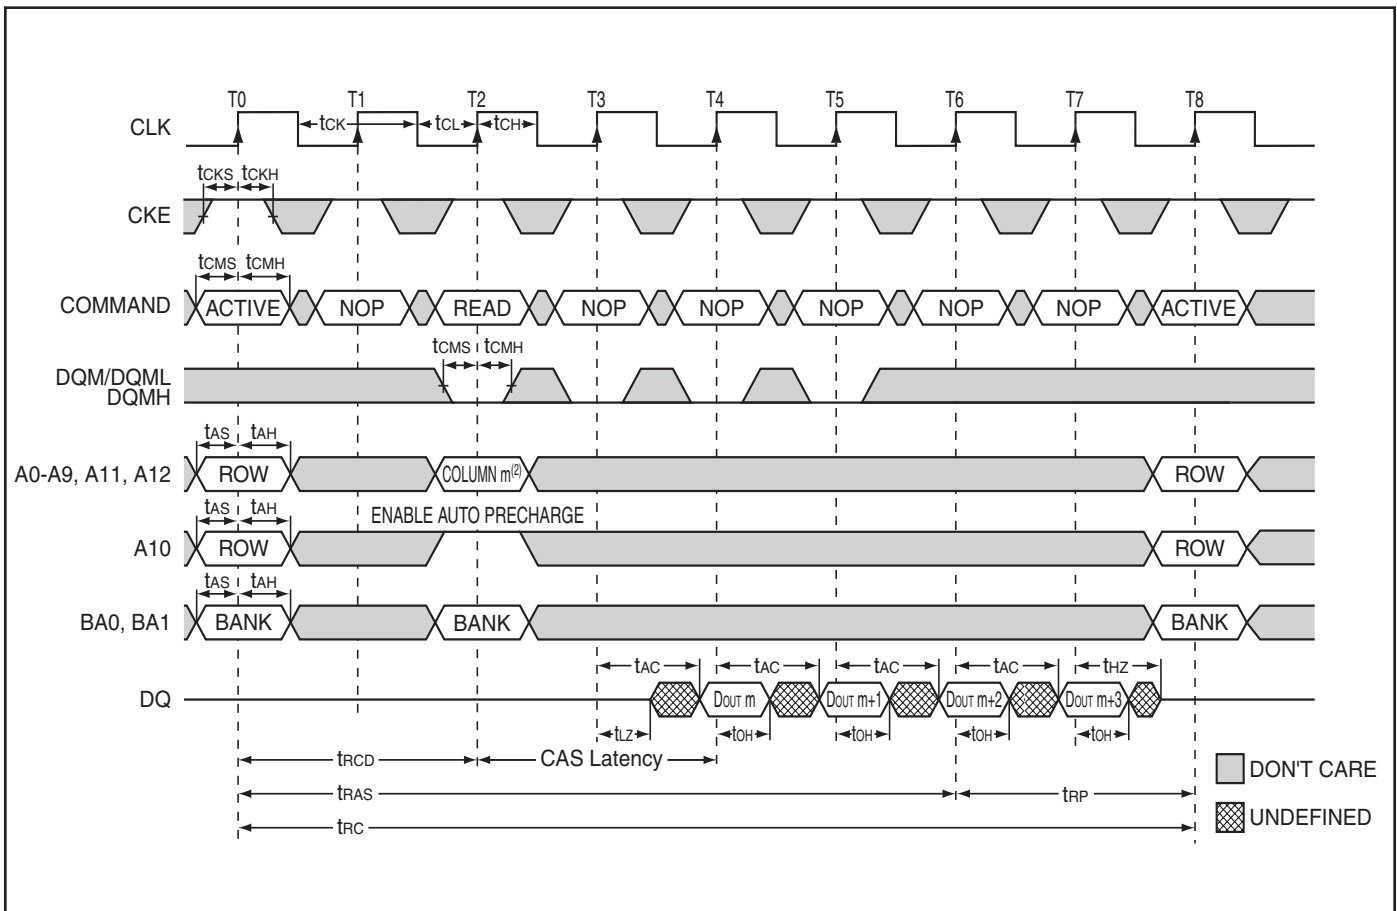 T0 T1 T2 T3 T4 T5 T6 T7 T8
CLK tCK tCL tCH
tCKS tCKH
CKE
tCMS tCMH
COMMAND ACTIVE NOP READ NOP NOP NOP NOP NOP ACTIVE
tCMS tCMH
DQM/DQML
DQMH
tAS tAH
A0-A9, A11, A12 ROW COLUMN m(2) ROW
tAS tAH ENABLE AUTO PRECHARGE
A10 ROW ROW
tAS tAH
BA0, BA1 BANK BANK BANK
tAC tAC tAC tAC tHZ
DQ DOUT m DOUT m+1 DOUT m+2 DOUT m+3
tLZ tOH tOH tOH tOH
tRCD CAS Latency
DON'T CARE
tRAS tRP
UNDEFINED
tRC